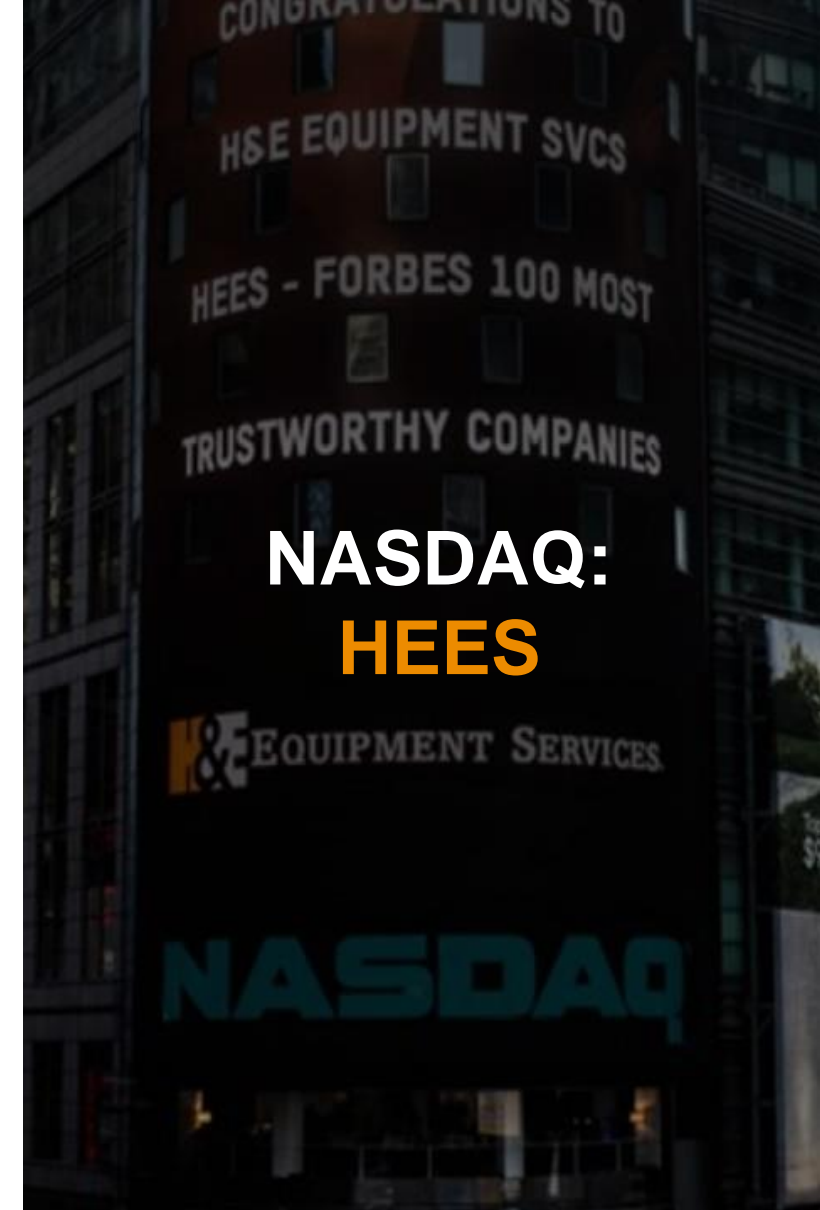 CONGRATULATIONS TO
H&E EQUIPMENT SVCS
HEES - FORBES 100 MOST
TRUSTWORTHY COMPANIES
NASDAQ:
HEES
H&E EQUIPMENT SERVICES
NASDAQ